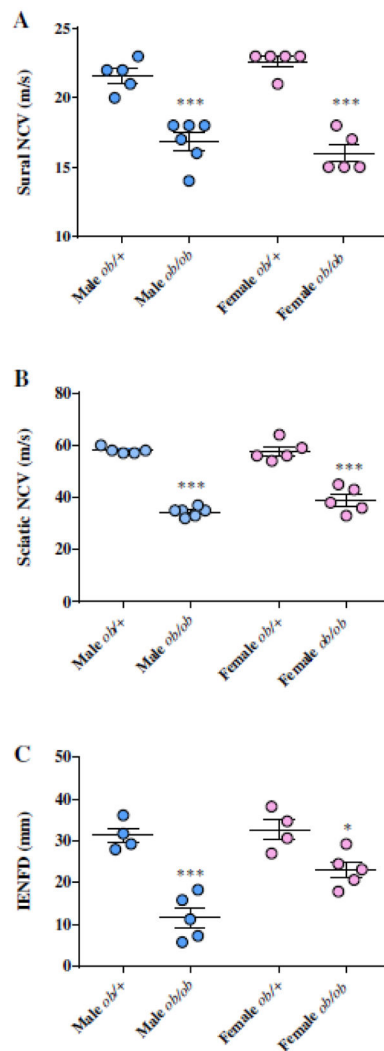 A
Sural NCV (m/s)
25
20
15
10
***
***
Male ob/+
Male ob/ob
Female ob/+
Female ob/ob
B
Sciatic NCV (m/s)
80
60
40
20
0
***
***
Male ob/+
Male ob/ob
Female ob/+
Female ob/ob
C
IENFD (mm)
50
40
30
20
10
0
***
*
Male ob/+
Male ob/ob
Female ob/+
Female ob/ob